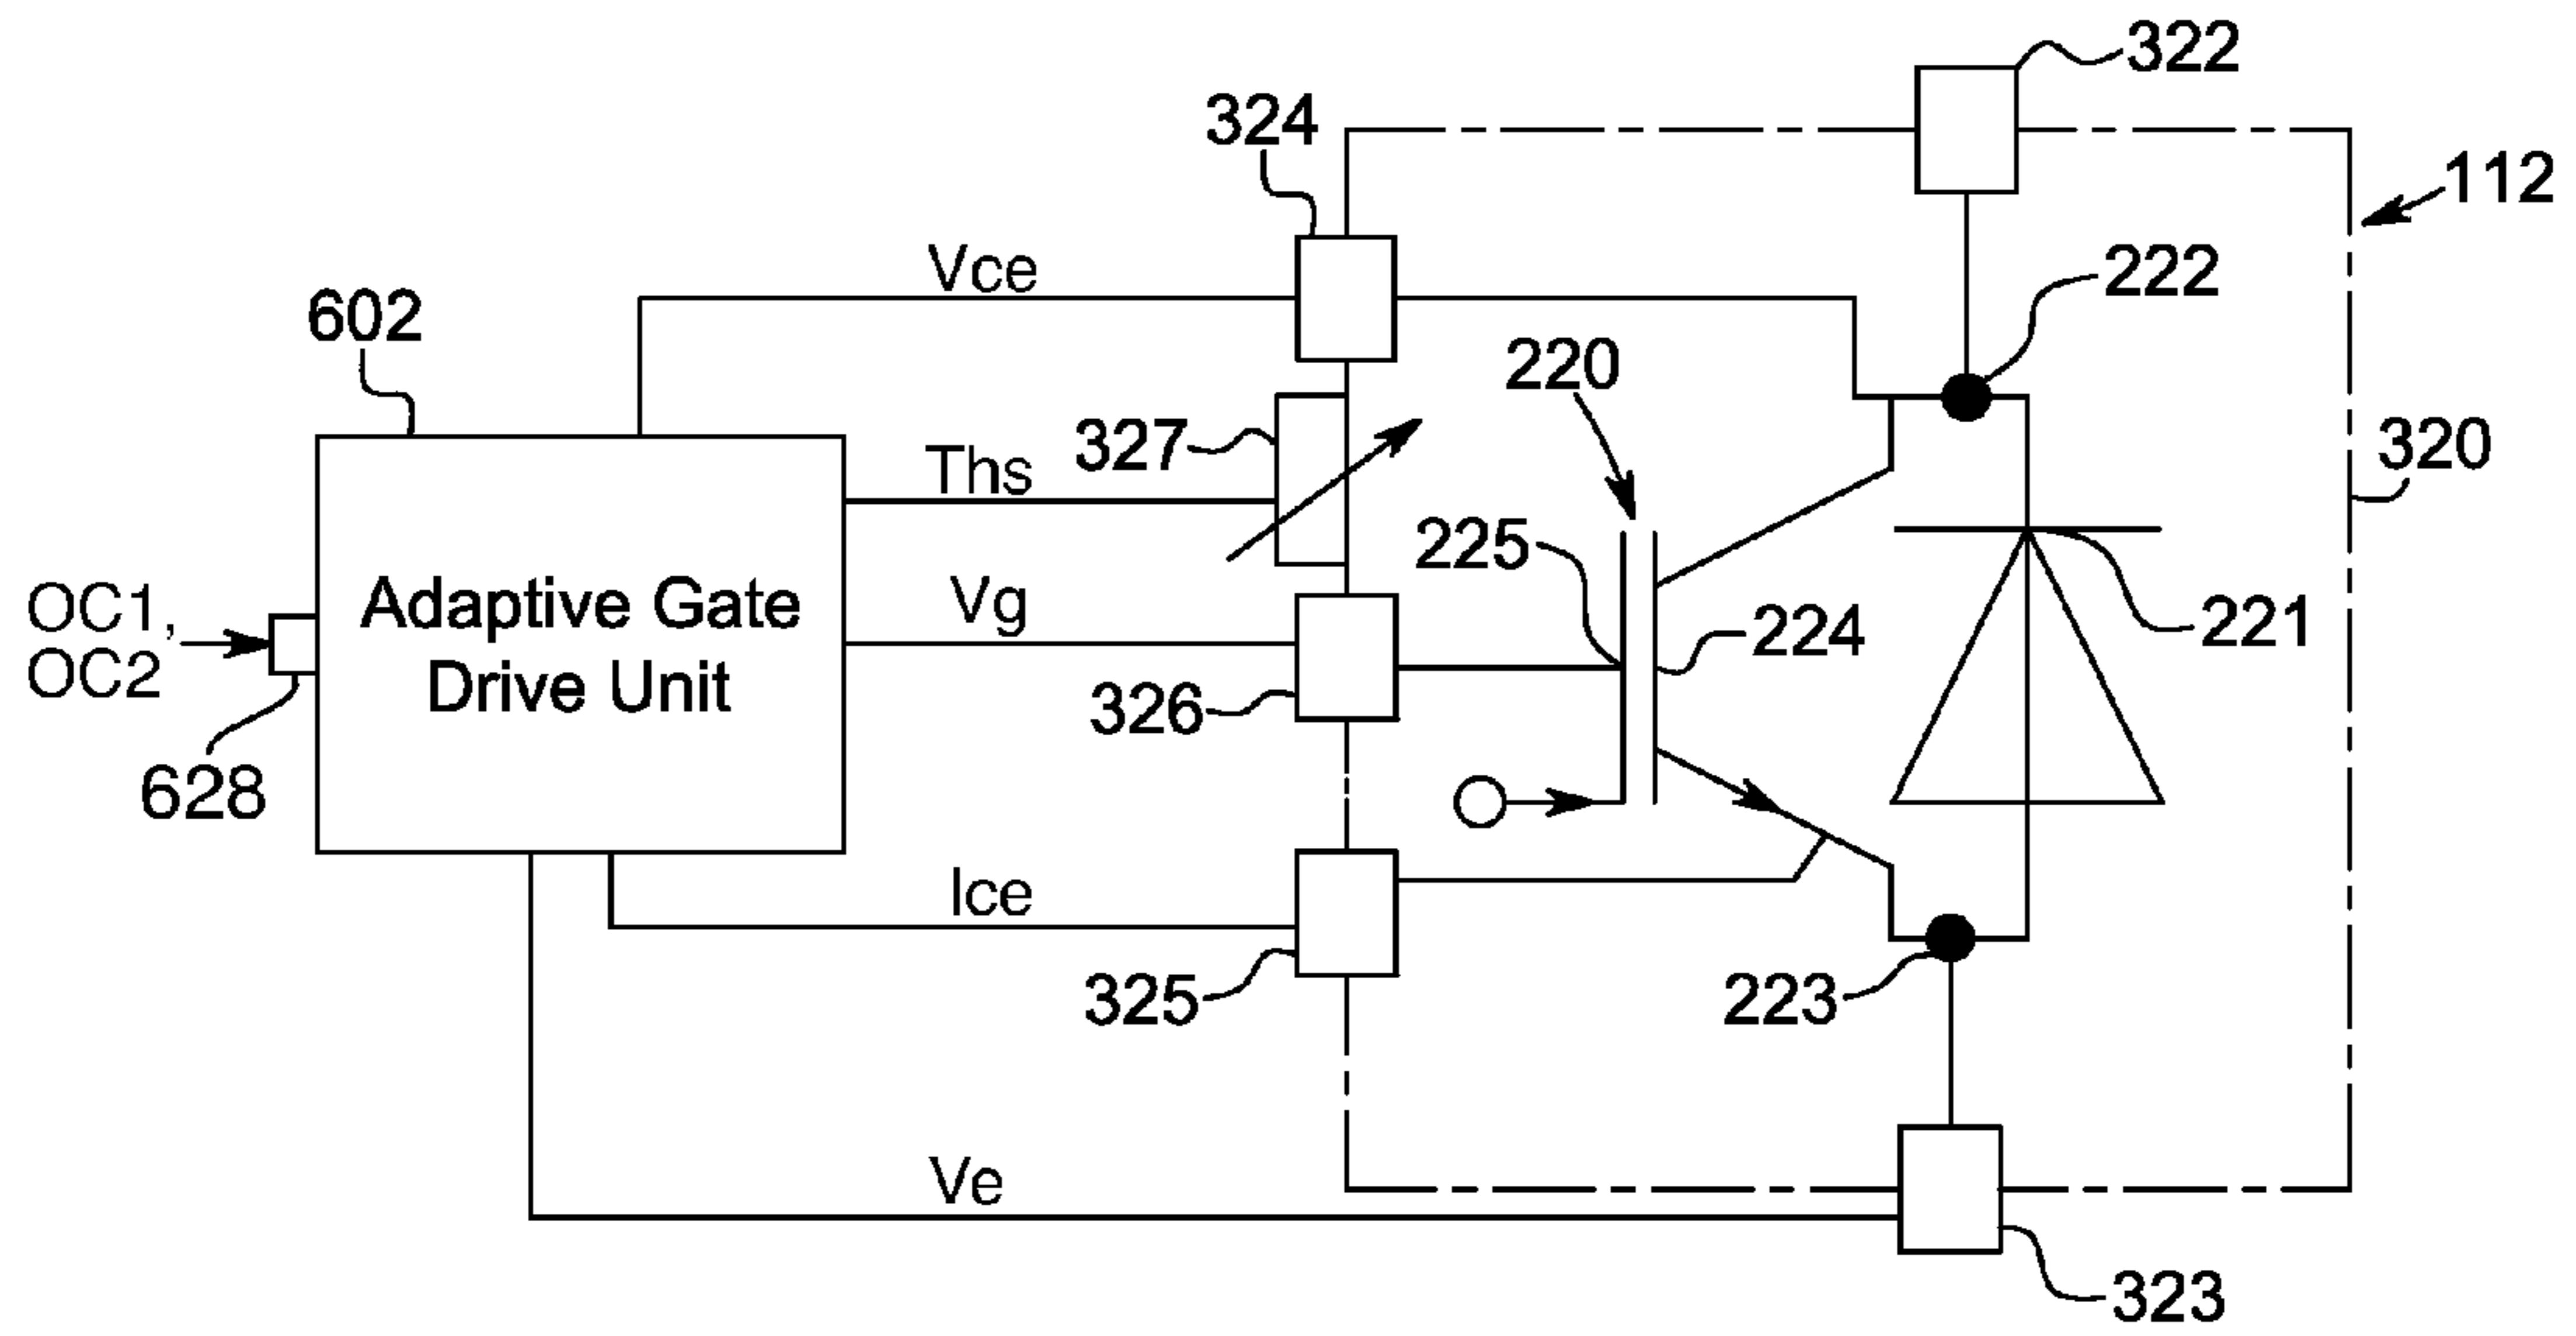 322
324
112
Vce
222
602
220
327
320
Ths
225
OC1,
OC2
Adaptive Gate
Drive Unit
Vg
224
221
326
628
Ice
325
223
Ve
323